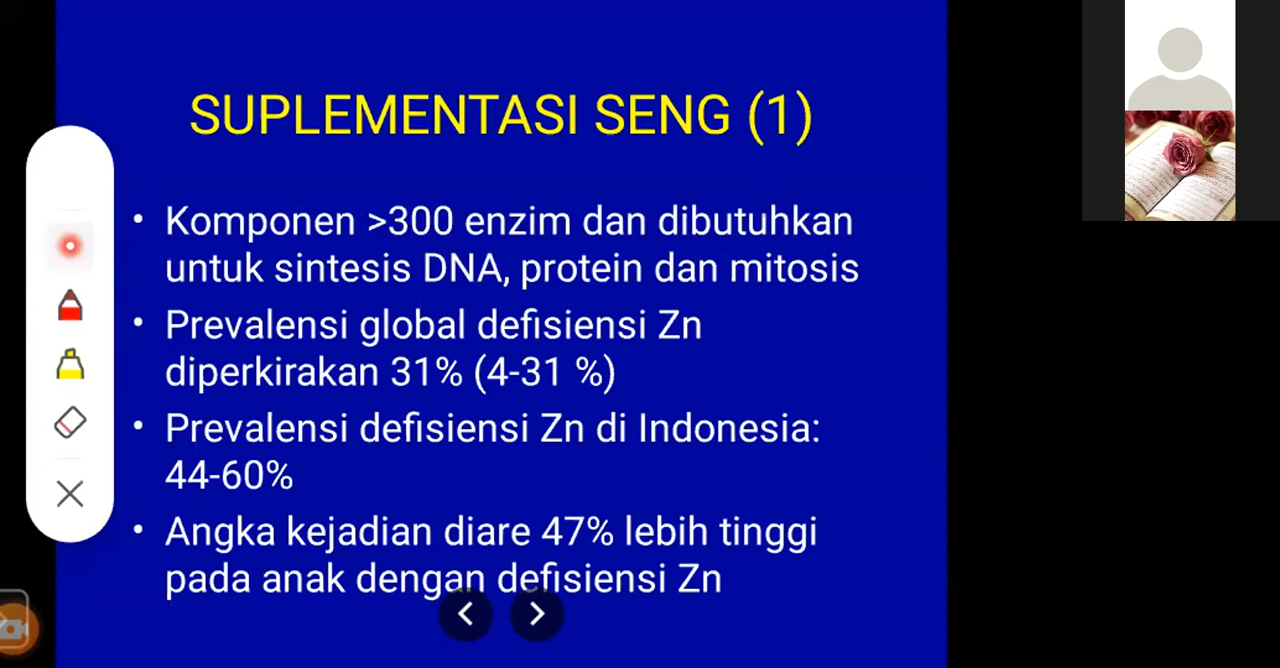 SUPLEMENTASI SENG (1)
• Komponen >300 enzim dan dibutuhkan
untuk sintesis DNA, protein dan mitosis
• Prevalensi global defisiensi Zn
diperkirakan 31% (4-31 %)
• Prevalensi defisiensi Zn di Indonesia:
44-60%
• Angka kejadian diare 47% lebih tinggi
pada anak dengan defisiensi Zn